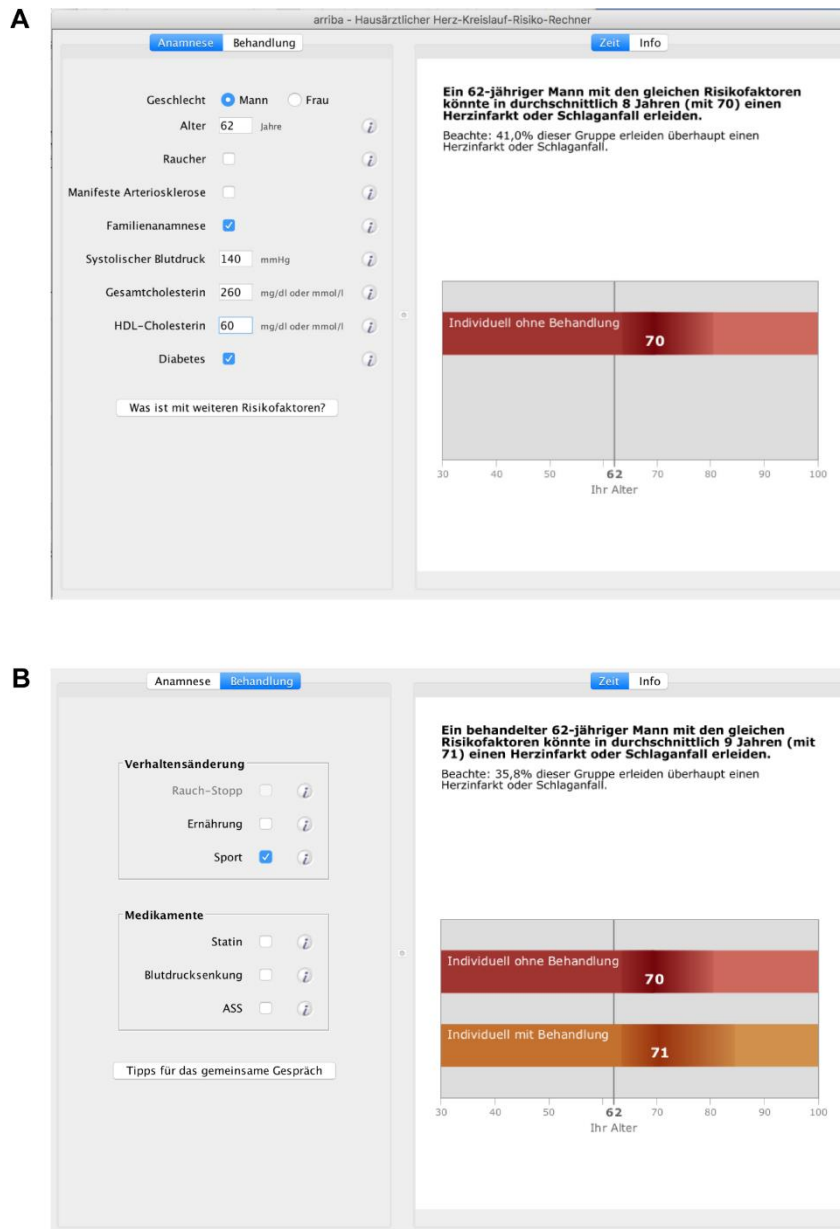 A
arriba - Hausärztlicher Herz-Kreislauf-Risiko-Rechner
Anamnese Behandlung
Geschlecht Mann Frau
Alter 62 Jahre
Raucher
Manifeste Arteriosklerose
Familienanamnese
Systolischer Blutdruck 140 mmHg
Gesamtcholesterin 260 mg/dl oder mmol/l
HDL-Cholesterin 60 mg/dl oder mmol/l
Diabetes
Was ist mit weiteren Risikofaktoren?
Zeit Info
Ein 62-jähriger Mann mit den gleichen Risikofaktoren
könnte in durchschnittlich 8 Jahren (mit 70) einen
Herzinfarkt oder Schlaganfall erleiden.
Beachte: 41,0% dieser Gruppe erleiden überhaupt einen
Herzinfarkt oder Schlaganfall.
Individuell ohne Behandlung
70
30 40 50 62 70 80 90 100
Ihr Alter
B
Anamnese Behandlung
Verhaltensänderung
Rauch-Stopp
Ernährung
Sport
Medikamente
Statin
Blutdrucksenkung
ASS
Tipps für das gemeinsame Gespräch
Zeit Info
Ein behandelter 62-jähriger Mann mit den gleichen
Risikofaktoren könnte in durchschnittlich 9 Jahren (mit
71) einen Herzinfarkt oder Schlaganfall erleiden.
Beachte: 35,8% dieser Gruppe erleiden überhaupt einen
Herzinfarkt oder Schlaganfall.
Individuell ohne Behandlung
70
Individuell mit Behandlung
71
30 40 50 62 70 80 90 100
Ihr Alter